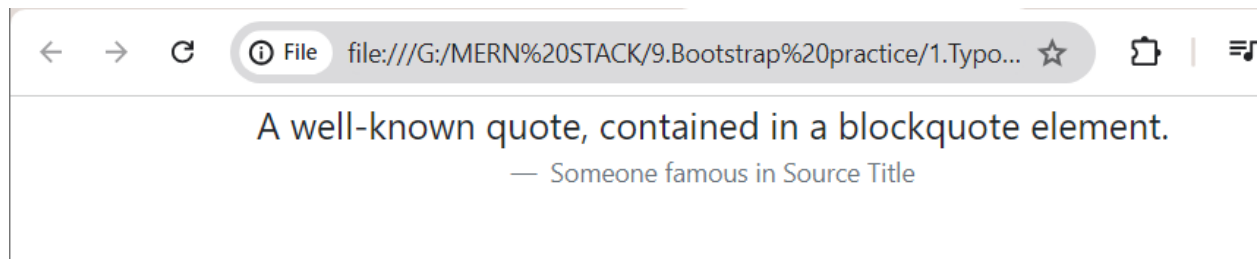 File file:///G:/MERN%20STACK/9.Bootstrap%20practice/1.Typo...
A well-known quote, contained in a blockquote element.
— Someone famous in Source Title